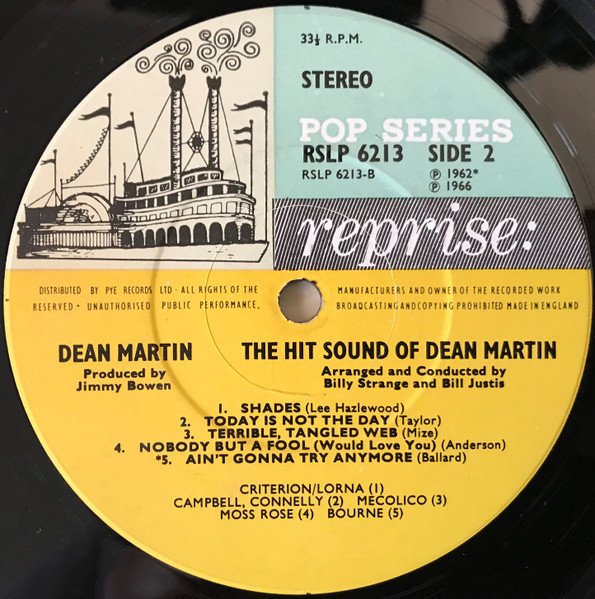 33⅓ R.P.M.
STEREO
POP SERIES
RSLP 6213 SIDE 2
RSLP 6213-B ℗ 1962*
℗ 1966
reprise:
DISTRIBUTED BY PYE RECORDS LTD · ALL RIGHTS OF THE MANUFACTURERS AND OWNER OF THE RECORDED WORK
RESERVED - UNAUTHORISED PUBLIC PERFORMANCE, BROADCASTING AND COPYING PROHIBITED MADE IN ENGLAND
DEAN MARTIN
Produced by
Jimmy Bowen
THE HIT SOUND OF DEAN MARTIN
Arranged and Conducted by
Billy Strange and Bill Justis
1. SHADES (Lee Hazlewood)
2. TODAY IS NOT THE DAY (Taylor)
3. TERRIBLE, TANGLED WEB (Mize)
4. NOBODY BUT A FOOL (Would Love You) (Anderson)
*5. AIN'T GONNA TRY ANYMORE (Ballard)
CRITERION/LORNA (1)
CAMPBELL, CONNELLY (2) MECOLICO (3)
MOSS ROSE (4) BOURNE (5)